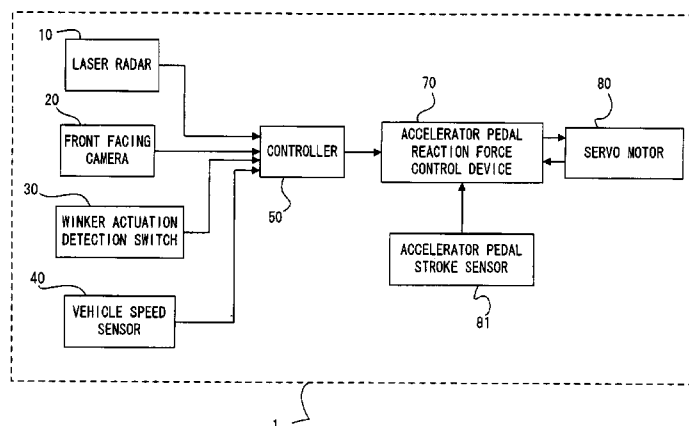 10
LASER RADAR
20
FRONT FACING
CAMERA
30
WINKER ACTUATION
DETECTION SWITCH
40
VEHICLE SPEED
SENSOR
CONTROLLER
50
70
ACCELERATOR PEDAL
REACTION FORCE
CONTROL DEVICE
80
SERVO MOTOR
ACCELERATOR PEDAL
STROKE SENSOR
81
1